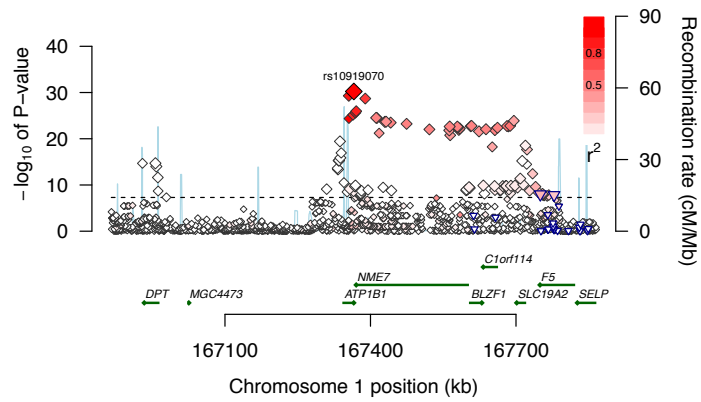 −log10 of P−value
0
10
20
30
40
rs10919070
0
30
60
90
Recombination rate (cM/Mb)
0.8
0.5
r2
C1orf114
NME7
F5
DPT
MGC4473
ATP1B1
BLZF1
SLC19A2
SELP
167100
167400
167700
Chromosome 1 position (kb)